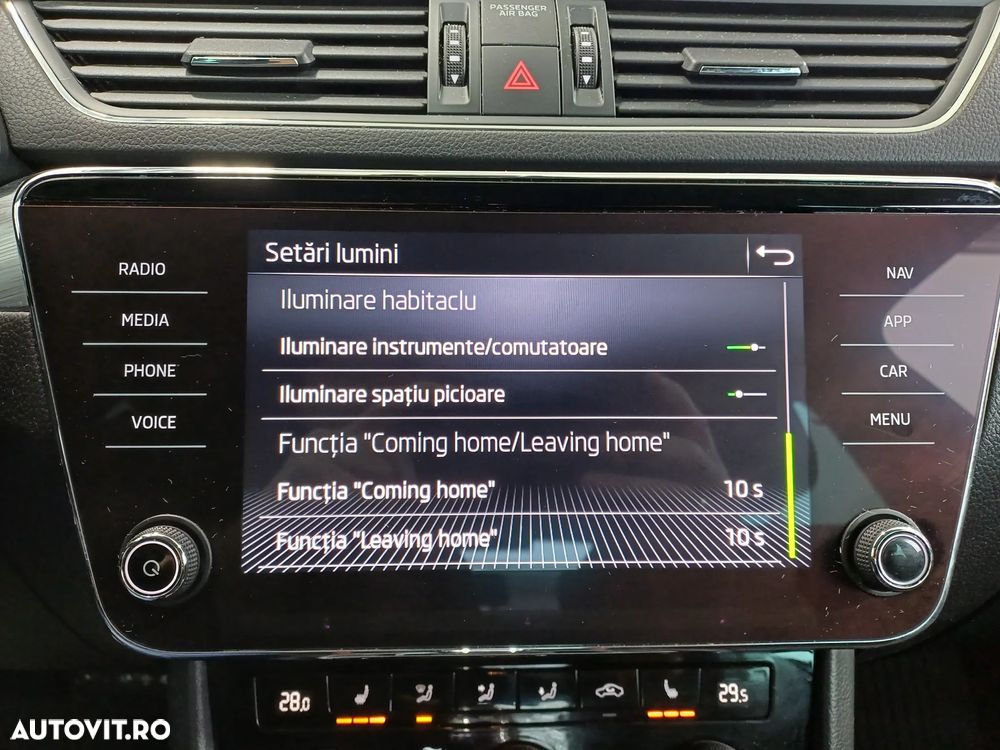 PASSENGER
AIR BAG
RADIO
MEDIA
PHONE
VOICE
Setări lumini
Iluminare habitaclu
Iluminare instrumente/comutatoare
Iluminare spațiu picioare
Funcția "Coming home/Leaving home"
Funcția "Coming home" 10 s
Funcția "Leaving home" 10 s
NAV
APP
CAR
MENU
28.0
29.5
AUTOVIT.RO